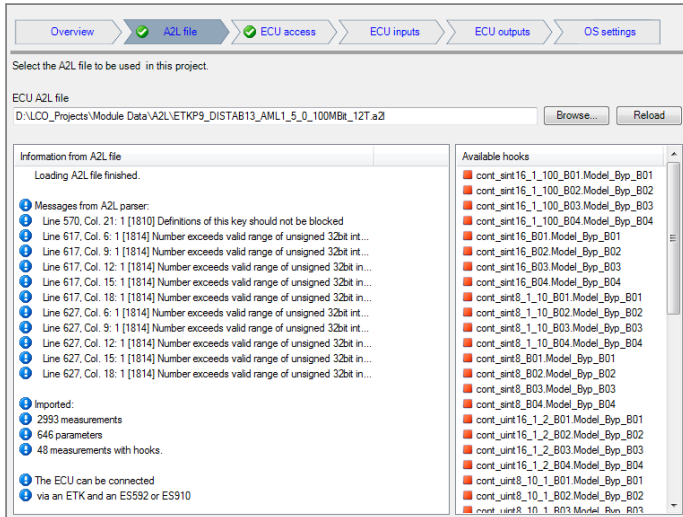 Overview
A2L file
ECU access
ECU inputs
ECU outputs
OS settings
Select the A2L file to be used in this project.
ECU A2L file
D:\LCO_Projects\Module Data\A2L\ETKP9_DISTAB13_AML1_5_0_100MBit_12T.a2l
Browse...
Reload
Information from A2L file
Loading A2L file finished.
Messages from A2L parser:
Line 570, Col. 21: 1 [1810] Definitions of this key should not be blocked
Line 617, Col. 6: 1 [1814] Number exceeds valid range of unsigned 32bit int...
Line 617, Col. 9: 1 [1814] Number exceeds valid range of unsigned 32bit int...
Line 617, Col. 12: 1 [1814] Number exceeds valid range of unsigned 32bit in...
Line 617, Col. 15: 1 [1814] Number exceeds valid range of unsigned 32bit in...
Line 617, Col. 18: 1 [1814] Number exceeds valid range of unsigned 32bit in...
Line 627, Col. 6: 1 [1814] Number exceeds valid range of unsigned 32bit int...
Line 627, Col. 9: 1 [1814] Number exceeds valid range of unsigned 32bit int...
Line 627, Col. 12: 1 [1814] Number exceeds valid range of unsigned 32bit in...
Line 627, Col. 15: 1 [1814] Number exceeds valid range of unsigned 32bit in...
Line 627, Col. 18: 1 [1814] Number exceeds valid range of unsigned 32bit in...
Imported:
2993 measurements
646 parameters
48 measurements with hooks.
The ECU can be connected
via an ETK and an ES592 or ES910
Available hooks
cont_sint16_1_100_B01.Model_Byp_B01
cont_sint16_1_100_B02.Model_Byp_B02
cont_sint16_1_100_B03.Model_Byp_B03
cont_sint16_1_100_B04.Model_Byp_B04
cont_sint16_B01.Model_Byp_B01
cont_sint16_B02.Model_Byp_B02
cont_sint16_B03.Model_Byp_B03
cont_sint16_B04.Model_Byp_B04
cont_sint8_1_10_B01.Model_Byp_B01
cont_sint8_1_10_B02.Model_Byp_B02
cont_sint8_1_10_B03.Model_Byp_B03
cont_sint8_1_10_B04.Model_Byp_B04
cont_sint8_B01.Model_Byp_B01
cont_sint8_B02.Model_Byp_B02
cont_sint8_B03.Model_Byp_B03
cont_sint8_B04.Model_Byp_B04
cont_uint16_1_2_B01.Model_Byp_B01
cont_uint16_1_2_B02.Model_Byp_B02
cont_uint16_1_2_B03.Model_Byp_B03
cont_uint16_1_2_B04.Model_Byp_B04
cont_uint8_10_1_B01.Model_Byp_B01
cont_uint8_10_1_B02.Model_Byp_B02
cont_uint8_10_1_B03.Model_Byp_B03